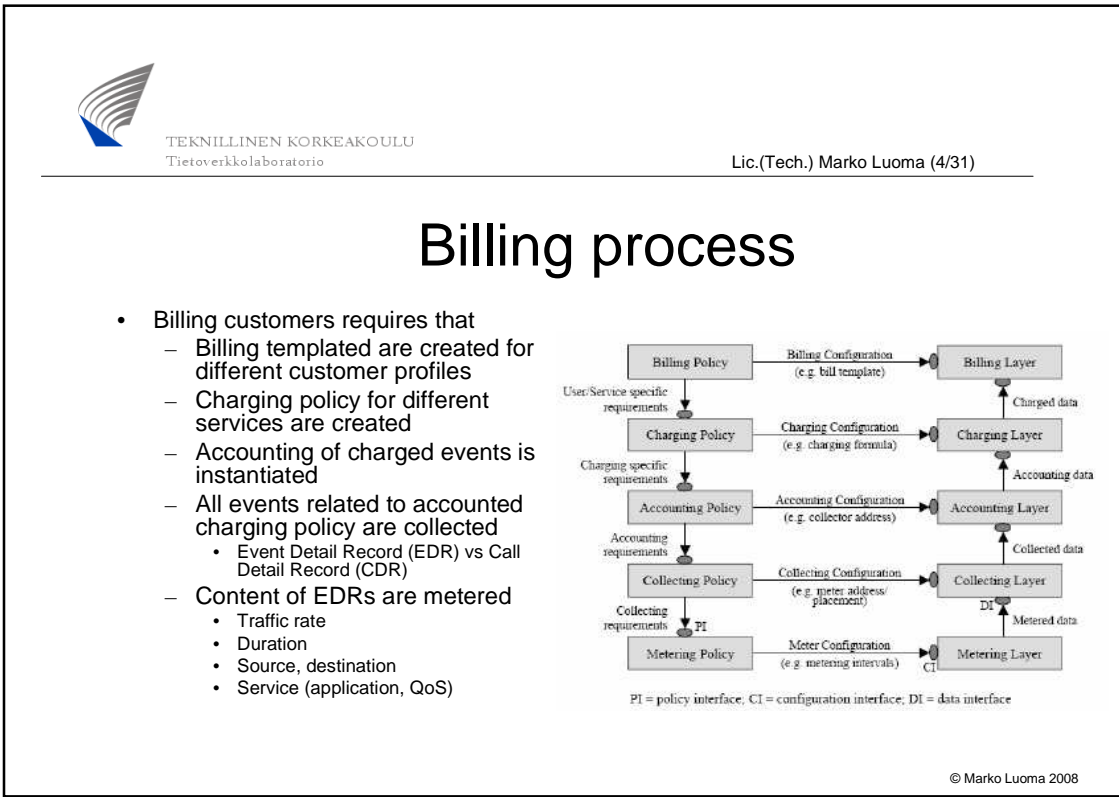 TEKNILLINEN KORKEAKOULU
Tietoverkkolaboratorio
Lic.(Tech.) Marko Luoma (4/31)
Billing process
• Billing customers requires that
– Billing templated are created for
different customer profiles
– Charging policy for different
services are created
– Accounting of charged events is
instantiated
– All events related to accounted
charging policy are collected
• Event Detail Record (EDR) vs Call
Detail Record (CDR)
– Content of EDRs are metered
• Traffic rate
• Duration
• Source, destination
• Service (application, QoS)
Billing Policy
Billing Configuration
(e.g. bill template)
Billing Layer
User/Service specific
requirements
Charged data
Charging Policy
Charging Configuration
(e.g. charging formula)
Charging Layer
Charging specific
requirements
Accounting data
Accounting Policy
Accounting Configuration
(e.g. collector address)
Accounting Layer
Accounting
requirements
Collected data
Collecting Policy
Collecting Configuration
(e.g. meter address/
placement)
Collecting Layer
Collecting
requirements
PI
DI
Metered data
Metering Policy
Meter Configuration
(e.g. metering intervals)
CI
Metering Layer
PI = policy interface; CI = configuration interface; DI = data interface
© Marko Luoma 2008